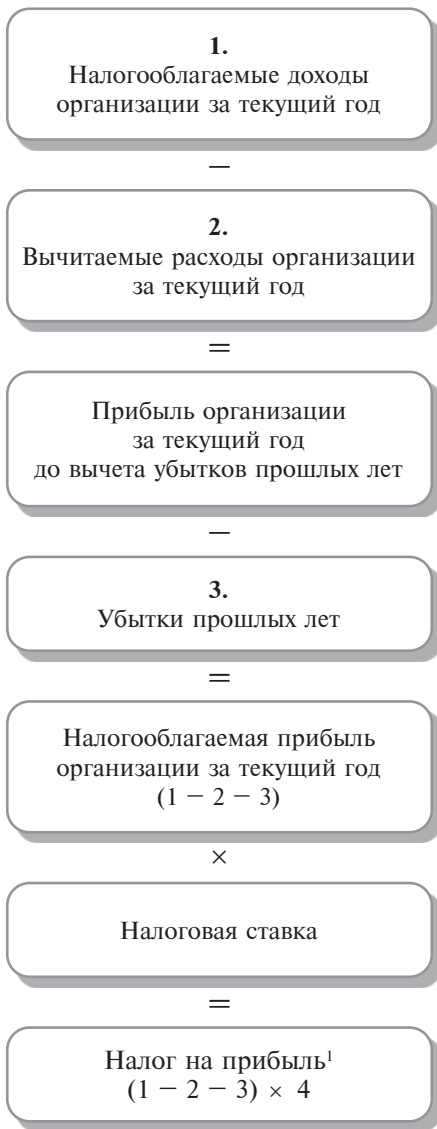 1.
Налогооблагаемые доходы
организации за текущий год
−
2.
Вычитаемые расходы организации
за текущий год
=
Прибыль организации
за текущий год
до вычета убытков прошлых лет
−
3.
Убытки прошлых лет
=
Налогооблагаемая прибыль
организации за текущий год
(1 − 2 − 3)
×
Налоговая ставка
=
Налог на прибыль¹
(1 − 2 − 3) × 4